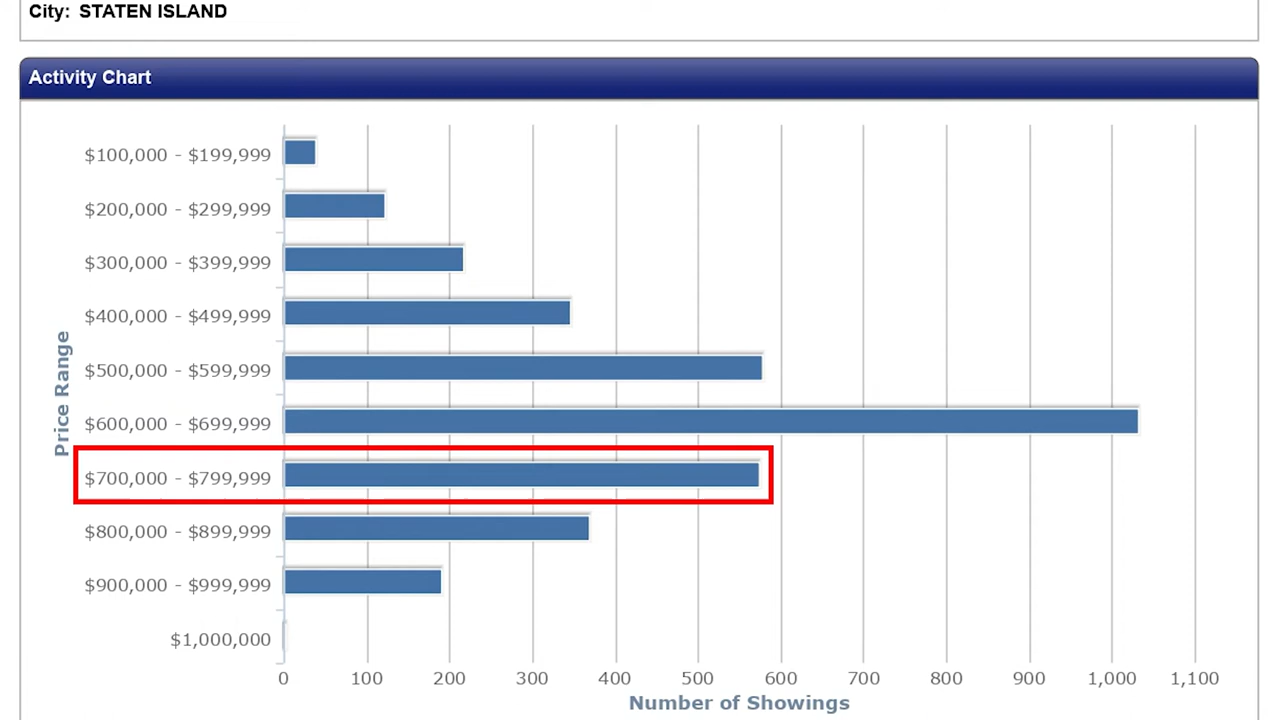 City: STATEN ISLAND
Activity Chart
Price Range
$100,000 - $199,999
$200,000 - $299,999
$300,000 - $399,999
$400,000 - $499,999
$500,000 - $599,999
$600,000 - $699,999
$700,000 - $799,999
$800,000 - $899,999
$900,000 - $999,999
$1,000,000
0 100 200 300 400 500 600 700 800 900 1,000 1,100
Number of Showings